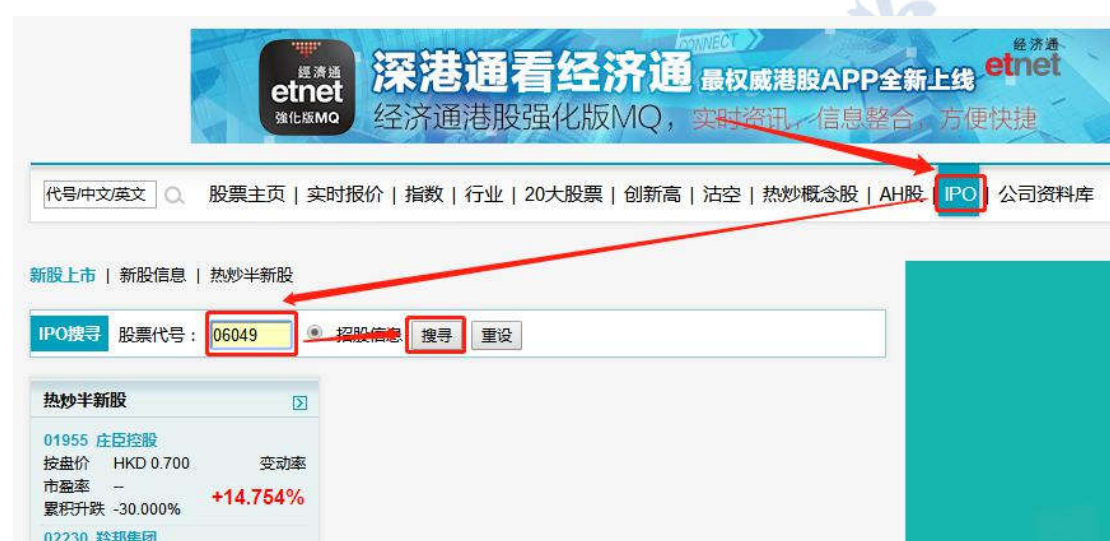 經濟通
etnet
強化版MQ
深港通看经济通 最权威港股APP全新上线
CONNECT
经济通
etnet
经济通港股强化版MQ，实时资讯，信息整合，方便快捷
代号/中文/英文 股票主页 | 实时报价 | 指数 | 行业 | 20大股票 | 创新高 | 沽空 | 热炒概念股 | AH股 | IPO | 公司资料库
新股上市 | 新股信息 | 热炒半新股
IPO搜寻 股票代号： 06049 招股信息 搜寻 重设
热炒半新股
01955 庄臣控股
按盘价 HKD 0.700 变动率
市盈率 --
+14.754%
累积升跌 -30.000%
02230 羚邦集团